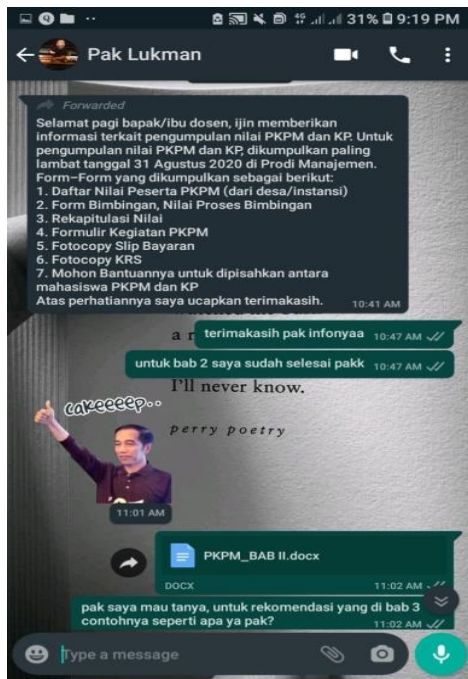 31% 9:19 PM
Pak Lukman
Forwarded
Selamat pagi bapak/ibu dosen, ijin memberikan
informasi terkait pengumpulan nilai PKPM dan KP. Untuk
pengumpulan nilai PKPM dan KP, dikumpulkan paling
lambat tanggal 31 Agustus 2020 di Prodi Manajemen.
Form-Form yang dikumpulkan sebagai berikut:
1. Daftar Nilai Peserta PKPM (dari desa/instansi)
2. Form Bimbingan, Nilai Proses Bimbingan
3. Rekapitulasi Nilai
4. Formulir Kegiatan PKPM
5. Fotocopy Slip Bayaran
6. Fotocopy KRS
7. Mohon Bantuannya untuk dipisahkan antara
mahasiswa PKPM dan KP
Atas perhatiannya saya ucapkan terimakasih. 10:41 AM
terimakasih pak infonyaa 10:47 AM
untuk bab 2 saya sudah selesai pakk 10:47 AM
I'll never know.
cakeeeep..
perry poetry
11:01 AM
PKPM_BAB II.docx
DOCX 11:02 AM
pak saya mau tanya, untuk rekomendasi yang di bab 3
contohnya seperti apa ya pak? 11:02 AM
Type a message